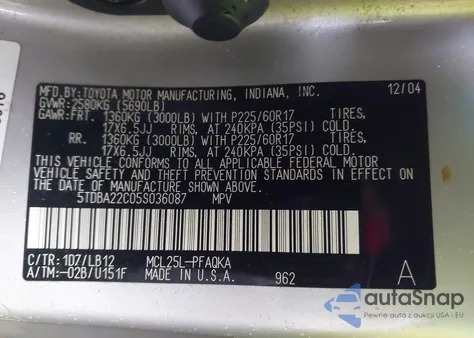 MFD.BY:TOYOTA MOTOR MANUFACTURING, INDIANA, INC. 12/04
GVWR:2580KG (5690LB)
GAWR:FRT. 1360KG (3000LB) WITH P225/60R17 TIRES,
17X6.5JJ RIMS, AT 240KPA (35PSI) COLD.
RR. 1360KG (3000LB) WITH P225/60R17 TIRES,
17X6.5JJ RIMS, AT 240KPA (35PSI) COLD.
THIS VEHICLE CONFORMS TO ALL APPLICABLE FEDERAL MOTOR
VEHICLE SAFETY AND THEFT PREVENTION STANDARDS IN
EFFECT ON THE DATE OF MANUFACTURE SHOWN ABOVE.
5TDBA22C05S036087 MPV
C/TR:1D7/LB12 MCL25L-PFAQKA
A/TM:-02B/U151F MADE IN U.S.A. 962 A
autoSnap
Pewne auta z USA i EU